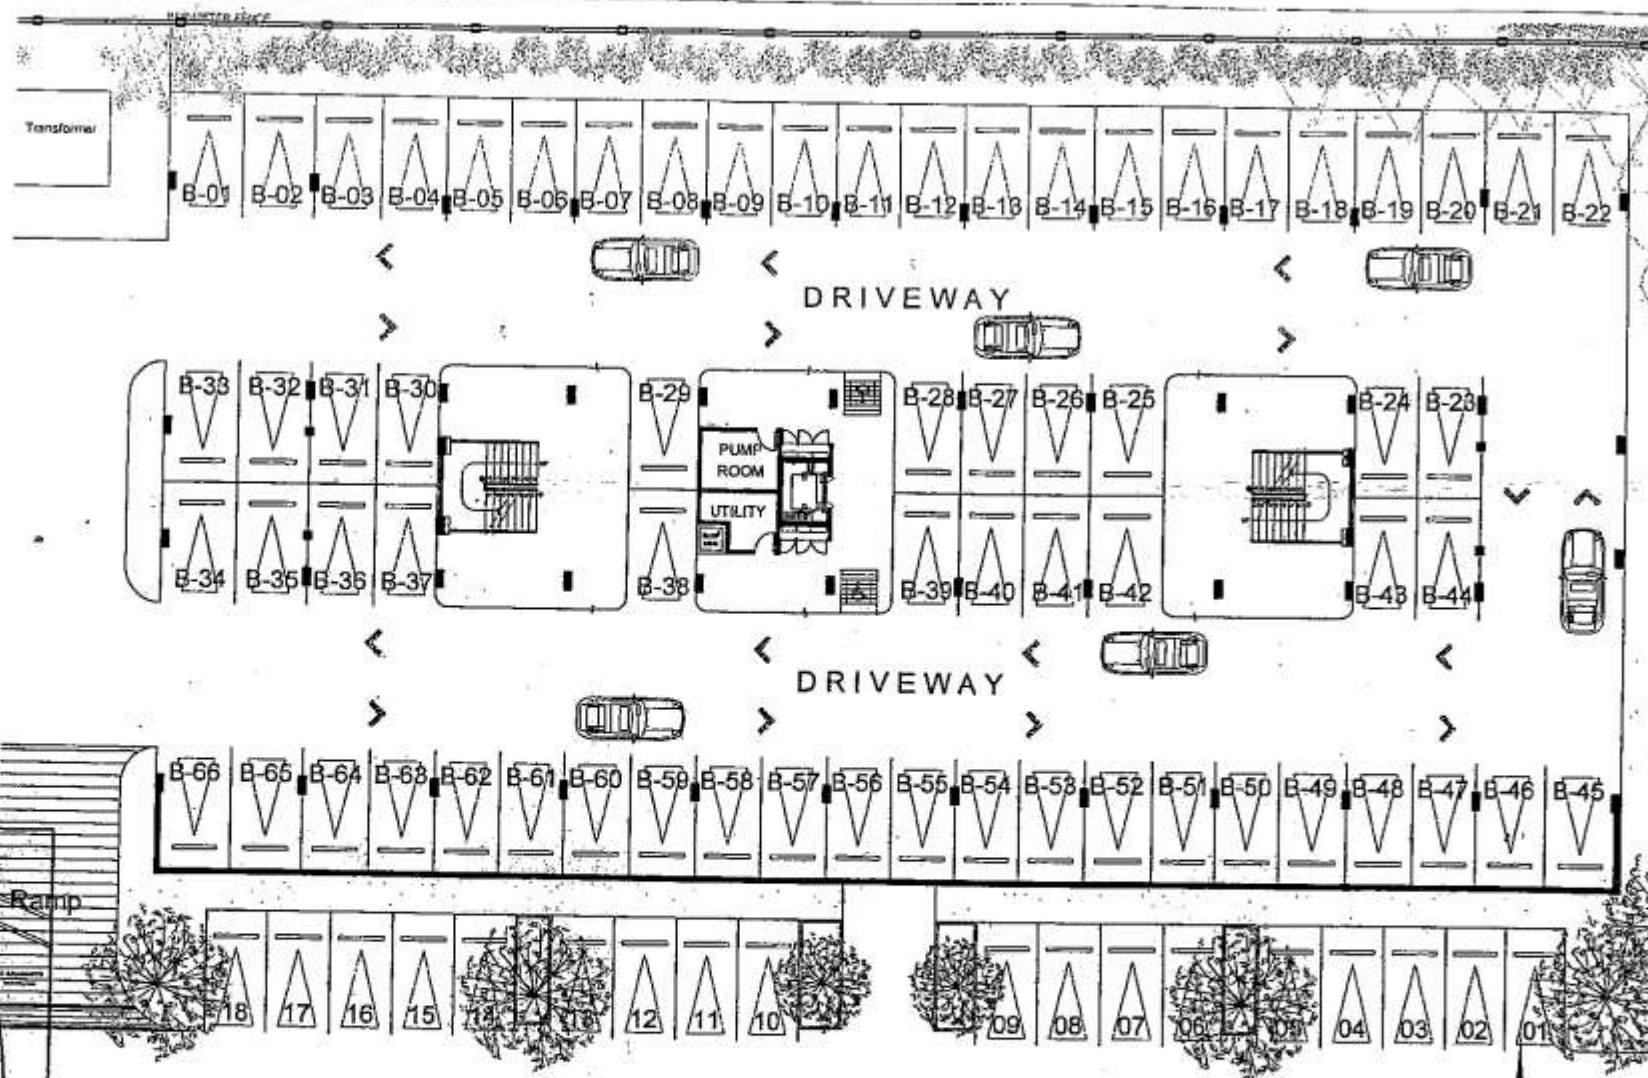 PERIMETER FENCE
Transformer
B-01 B-02 B-03 B-04 B-05 B-06 B-07 B-08 B-09 B-10 B-11 B-12 B-13 B-14 B-15 B-16 B-17 B-18 B-19 B-20 B-21 B-22
DRIVEWAY
B-33 B-32 B-31 B-30 B-29 B-28 B-27 B-26 B-25 B-24 B-23
PUMP
ROOM
UTILITY
B-34 B-35 B-36 B-37 B-38 B-39 B-40 B-41 B-42 B-43 B-44
DRIVEWAY
B-66 B-65 B-64 B-63 B-62 B-61 B-60 B-59 B-58 B-57 B-56 B-55 B-54 B-53 B-52 B-51 B-50 B-49 B-48 B-47 B-46 B-45
Ramp
18 17 16 15 14 13 12 11 10 09 08 07 06 05 04 03 02 01